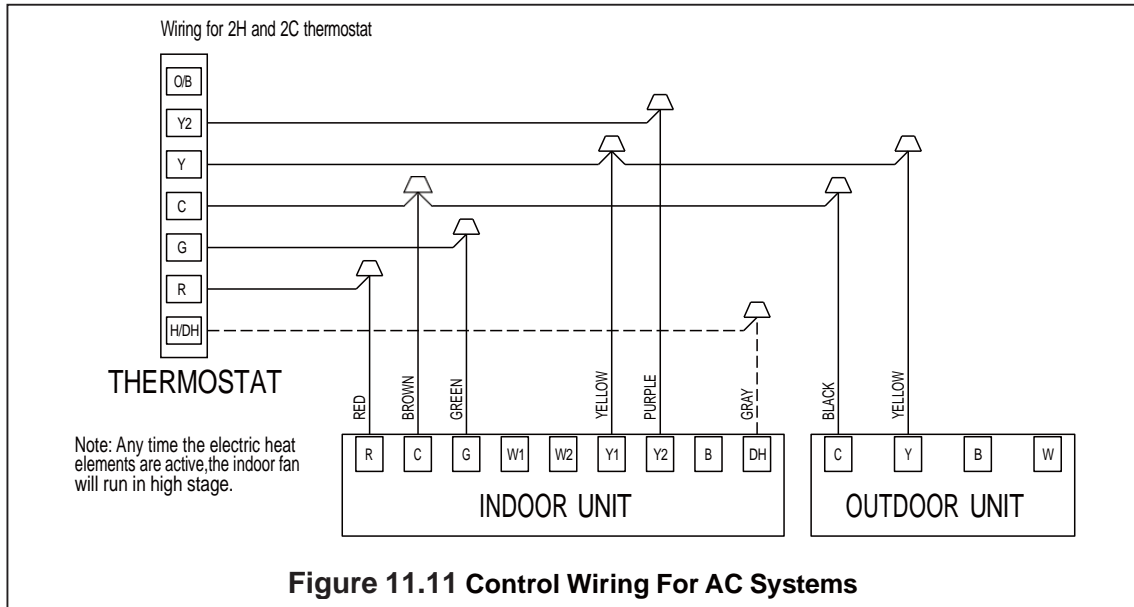 Wiring for 2H and 2C thermostat
O/B
Y2
Y
C
G
R
H/DH
THERMOSTAT
Note: Any time the electric heat
elements are active,the indoor fan
will run in high stage.
RED
BROWN
GREEN
YELLOW
PURPLE
GRAY
BLACK
YELLOW
R C G W1 W2 Y1 Y2 B DH
INDOOR UNIT
C Y B W
OUTDOOR UNIT
Figure 11.11 Control Wiring For AC Systems